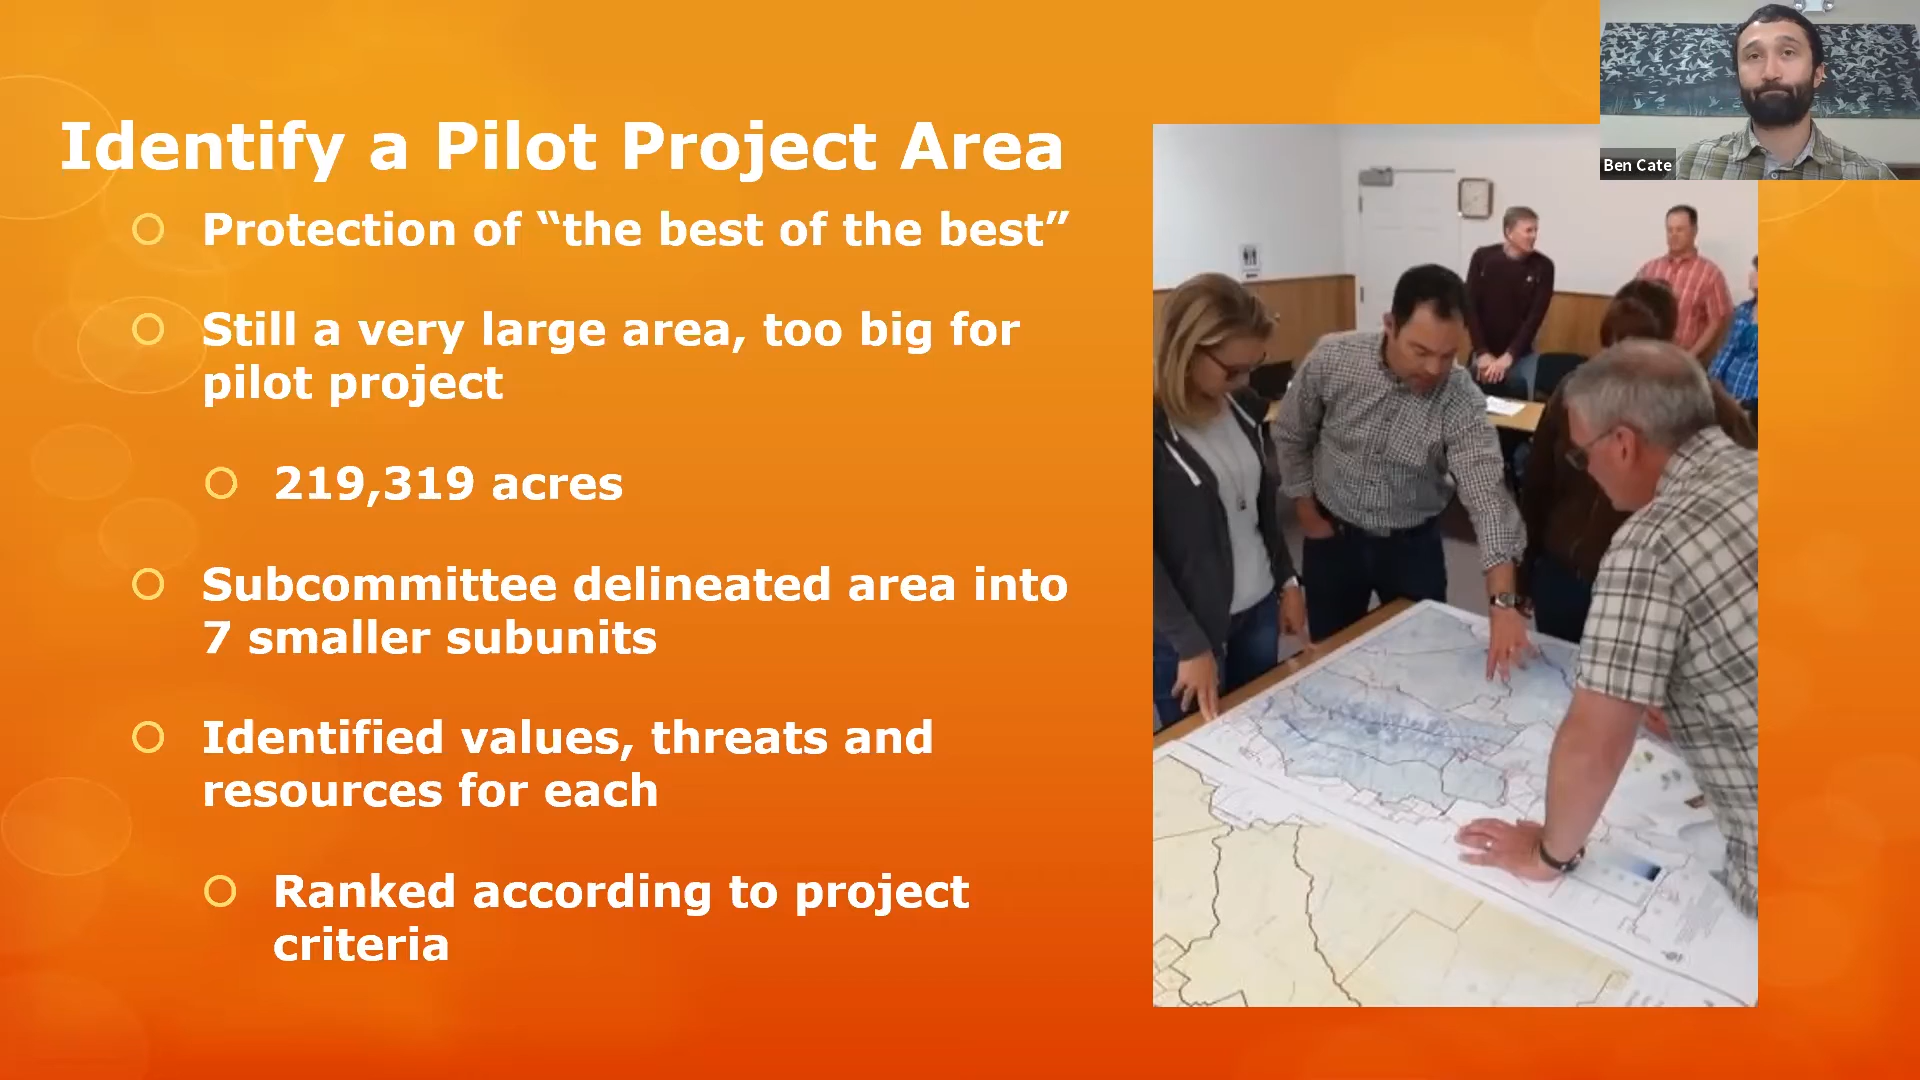 Identify a Pilot Project Area
Protection of “the best of the best”
Still a very large area, too big for
pilot project
219,319 acres
Subcommittee delineated area into
7 smaller subunits
Identified values, threats and
resources for each
Ranked according to project
criteria
Ben Cate